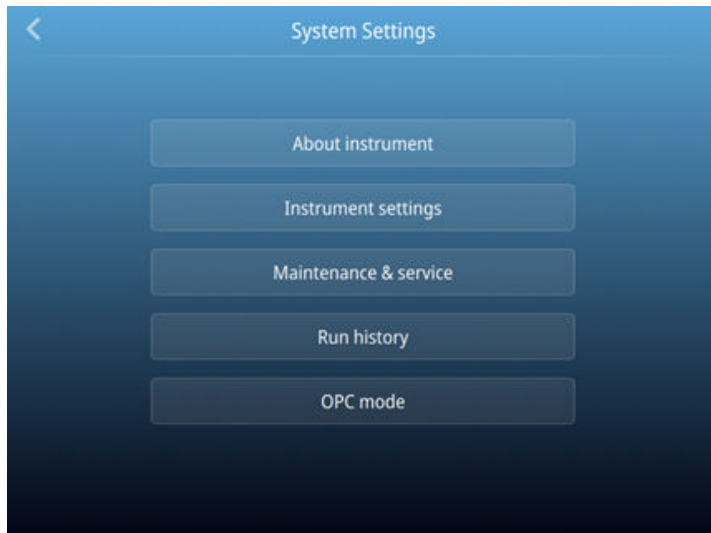 System Settings
About instrument
Instrument settings
Maintenance & service
Run history
OPC mode